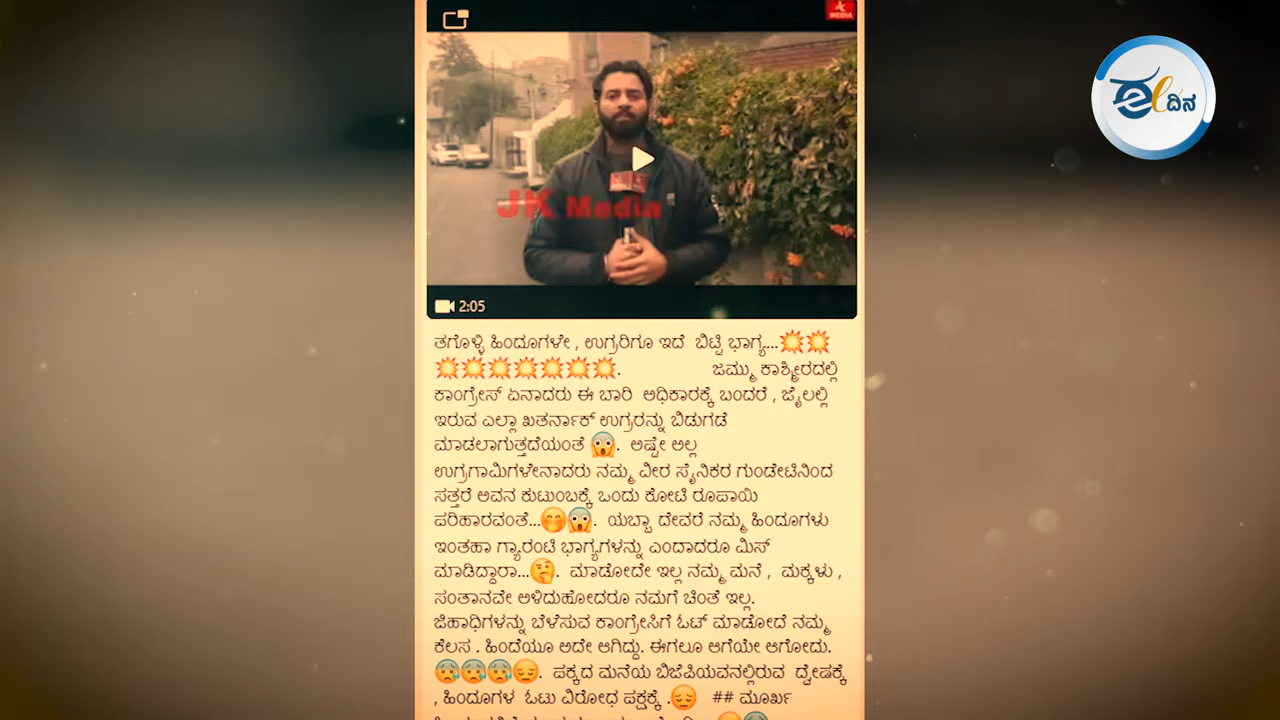 MEDIA
ಈ ದಿನ
JK Media
2:05
ತಗೊಳ್ಳಿ ಹಿಂದೂಗಳೇ , ಉಗ್ರರಿಗೂ ಇದೆ ಬಿಟ್ಟಿ ಭಾಗ್ಯ...💥💥
💥💥💥💥💥💥💥. ಜಮ್ಮು ಕಾಶ್ಮೀರದಲ್ಲಿ
ಕಾಂಗ್ರೇಸ್ ಏನಾದರು ಈ ಬಾರಿ ಅಧಿಕಾರಕ್ಕೆ ಬಂದರೆ , ಜೈಲಲ್ಲಿ
ಇರುವ ಎಲ್ಲಾ ಖತರ್ನಾಕ್ ಉಗ್ರರನ್ನು ಬಿಡುಗಡೆ
ಮಾಡಲಾಗುತ್ತದೆಯಂತೆ 😱. ಅಷ್ಟೇ ಅಲ್ಲ
ಉಗ್ರಗಾಮಿಗಳೇನಾದರು ನಮ್ಮ ವೀರ ಸೈನಿಕರ ಗುಂಡೇಟಿನಿಂದ
ಸತ್ತರೆ ಅವನ ಕುಟುಂಬಕ್ಕೆ ಒಂದು ಕೋಟಿ ರೂಪಾಯಿ
ಪರಿಹಾರವಂತೆ...🤭😱. ಯಬ್ಬಾ ದೇವರೆ ನಮ್ಮ ಹಿಂದೂಗಳು
ಇಂತಹಾ ಗ್ಯಾರಂಟಿ ಭಾಗ್ಯಗಳನ್ನು ಎಂದಾದರೂ ಮಿಸ್
ಮಾಡಿದ್ದಾರಾ...🤔. ಮಾಡೋದೇ ಇಲ್ಲ ನಮ್ಮ ಮನೆ , ಮಕ್ಕಳು ,
ಸಂತಾನವೇ ಅಳಿದುಹೋದರೂ ನಮಗೆ ಚಿಂತೆ ಇಲ್ಲ.
ಜಿಹಾಧಿಗಳನ್ನು ಬೆಳೆಸುವ ಕಾಂಗ್ರೇಸಿಗೆ ಓಟ್ ಮಾಡೋದೆ ನಮ್ಮ
ಕೆಲಸ . ಹಿಂದೆಯೂ ಅದೇ ಆಗಿದ್ದು. ಈಗಲೂ ಆಗೆಯೇ ಆಗೋದು.
😰😰😰😔. ಪಕ್ಕದ ಮನೆಯ ಬಿಜೆಪಿಯವನಲ್ಲಿರುವ ದ್ವೇಷಕ್ಕೆ
, ಹಿಂದೂಗಳ ಓಟು ವಿರೋಧ ಪಕ್ಷಕ್ಕೆ .😔 ## ಮೂರ್ಖ